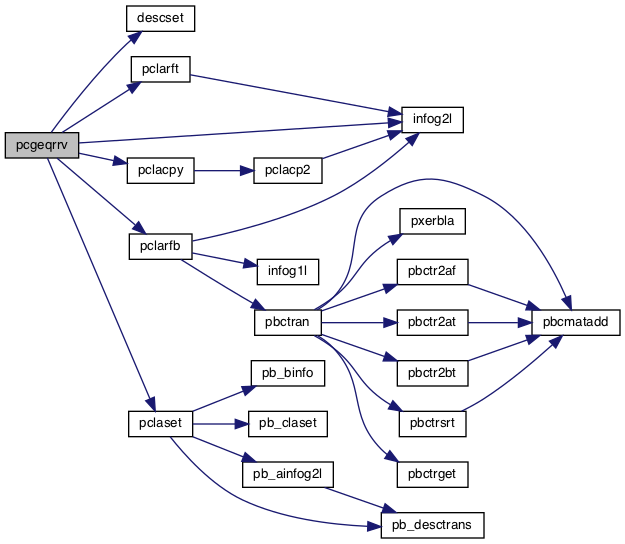 descset
pclarft
pcgeqrrv
infog2l
pclacpy
pclacp2
pxerbla
pclarfb
infog1l
pbctr2af
pbctran
pbctr2at
pbcmatadd
pb_binfo
pbctr2bt
pclaset
pb_claset
pbctrsrt
pb_ainfog2l
pbctrget
pb_desctrans